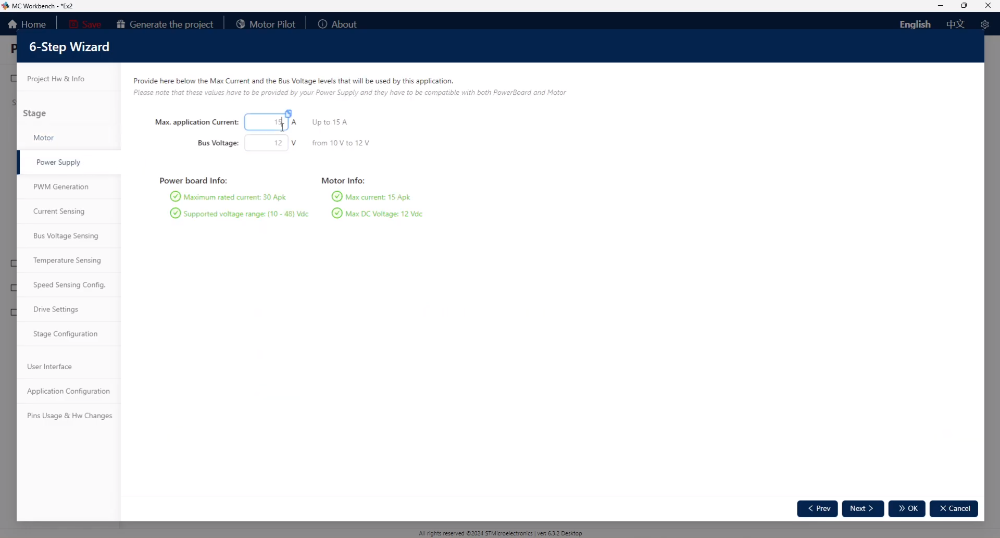 MC Workbench - *Ex2
Home Save Generate the project Motor Pilot About English 中文
6-Step Wizard
Project Hw & Info
Stage
Motor
Power Supply
PWM Generation
Current Sensing
Bus Voltage Sensing
Temperature Sensing
Speed Sensing Config.
Drive Settings
Stage Configuration
User Interface
Application Configuration
Pins Usage & Hw Changes
Provide here below the Max Current and the Bus Voltage levels that will be used by this application.
Please note that these values have to be provided by your Power Supply and they have to be compatible with both PowerBoard and Motor
Max. application Current: 15 A Up to 15 A
Bus Voltage: 12 V from 10 V to 12 V
Power board Info:
Maximum rated current: 30 Apk
Supported voltage range: (10 - 48) Vdc
Motor Info:
Max current: 15 Apk
Max DC Voltage: 12 Vdc
< Prev Next > >> OK X Cancel
All rights reserved ©2024 STMicroelectronics | ver: 6.3.2 Desktop